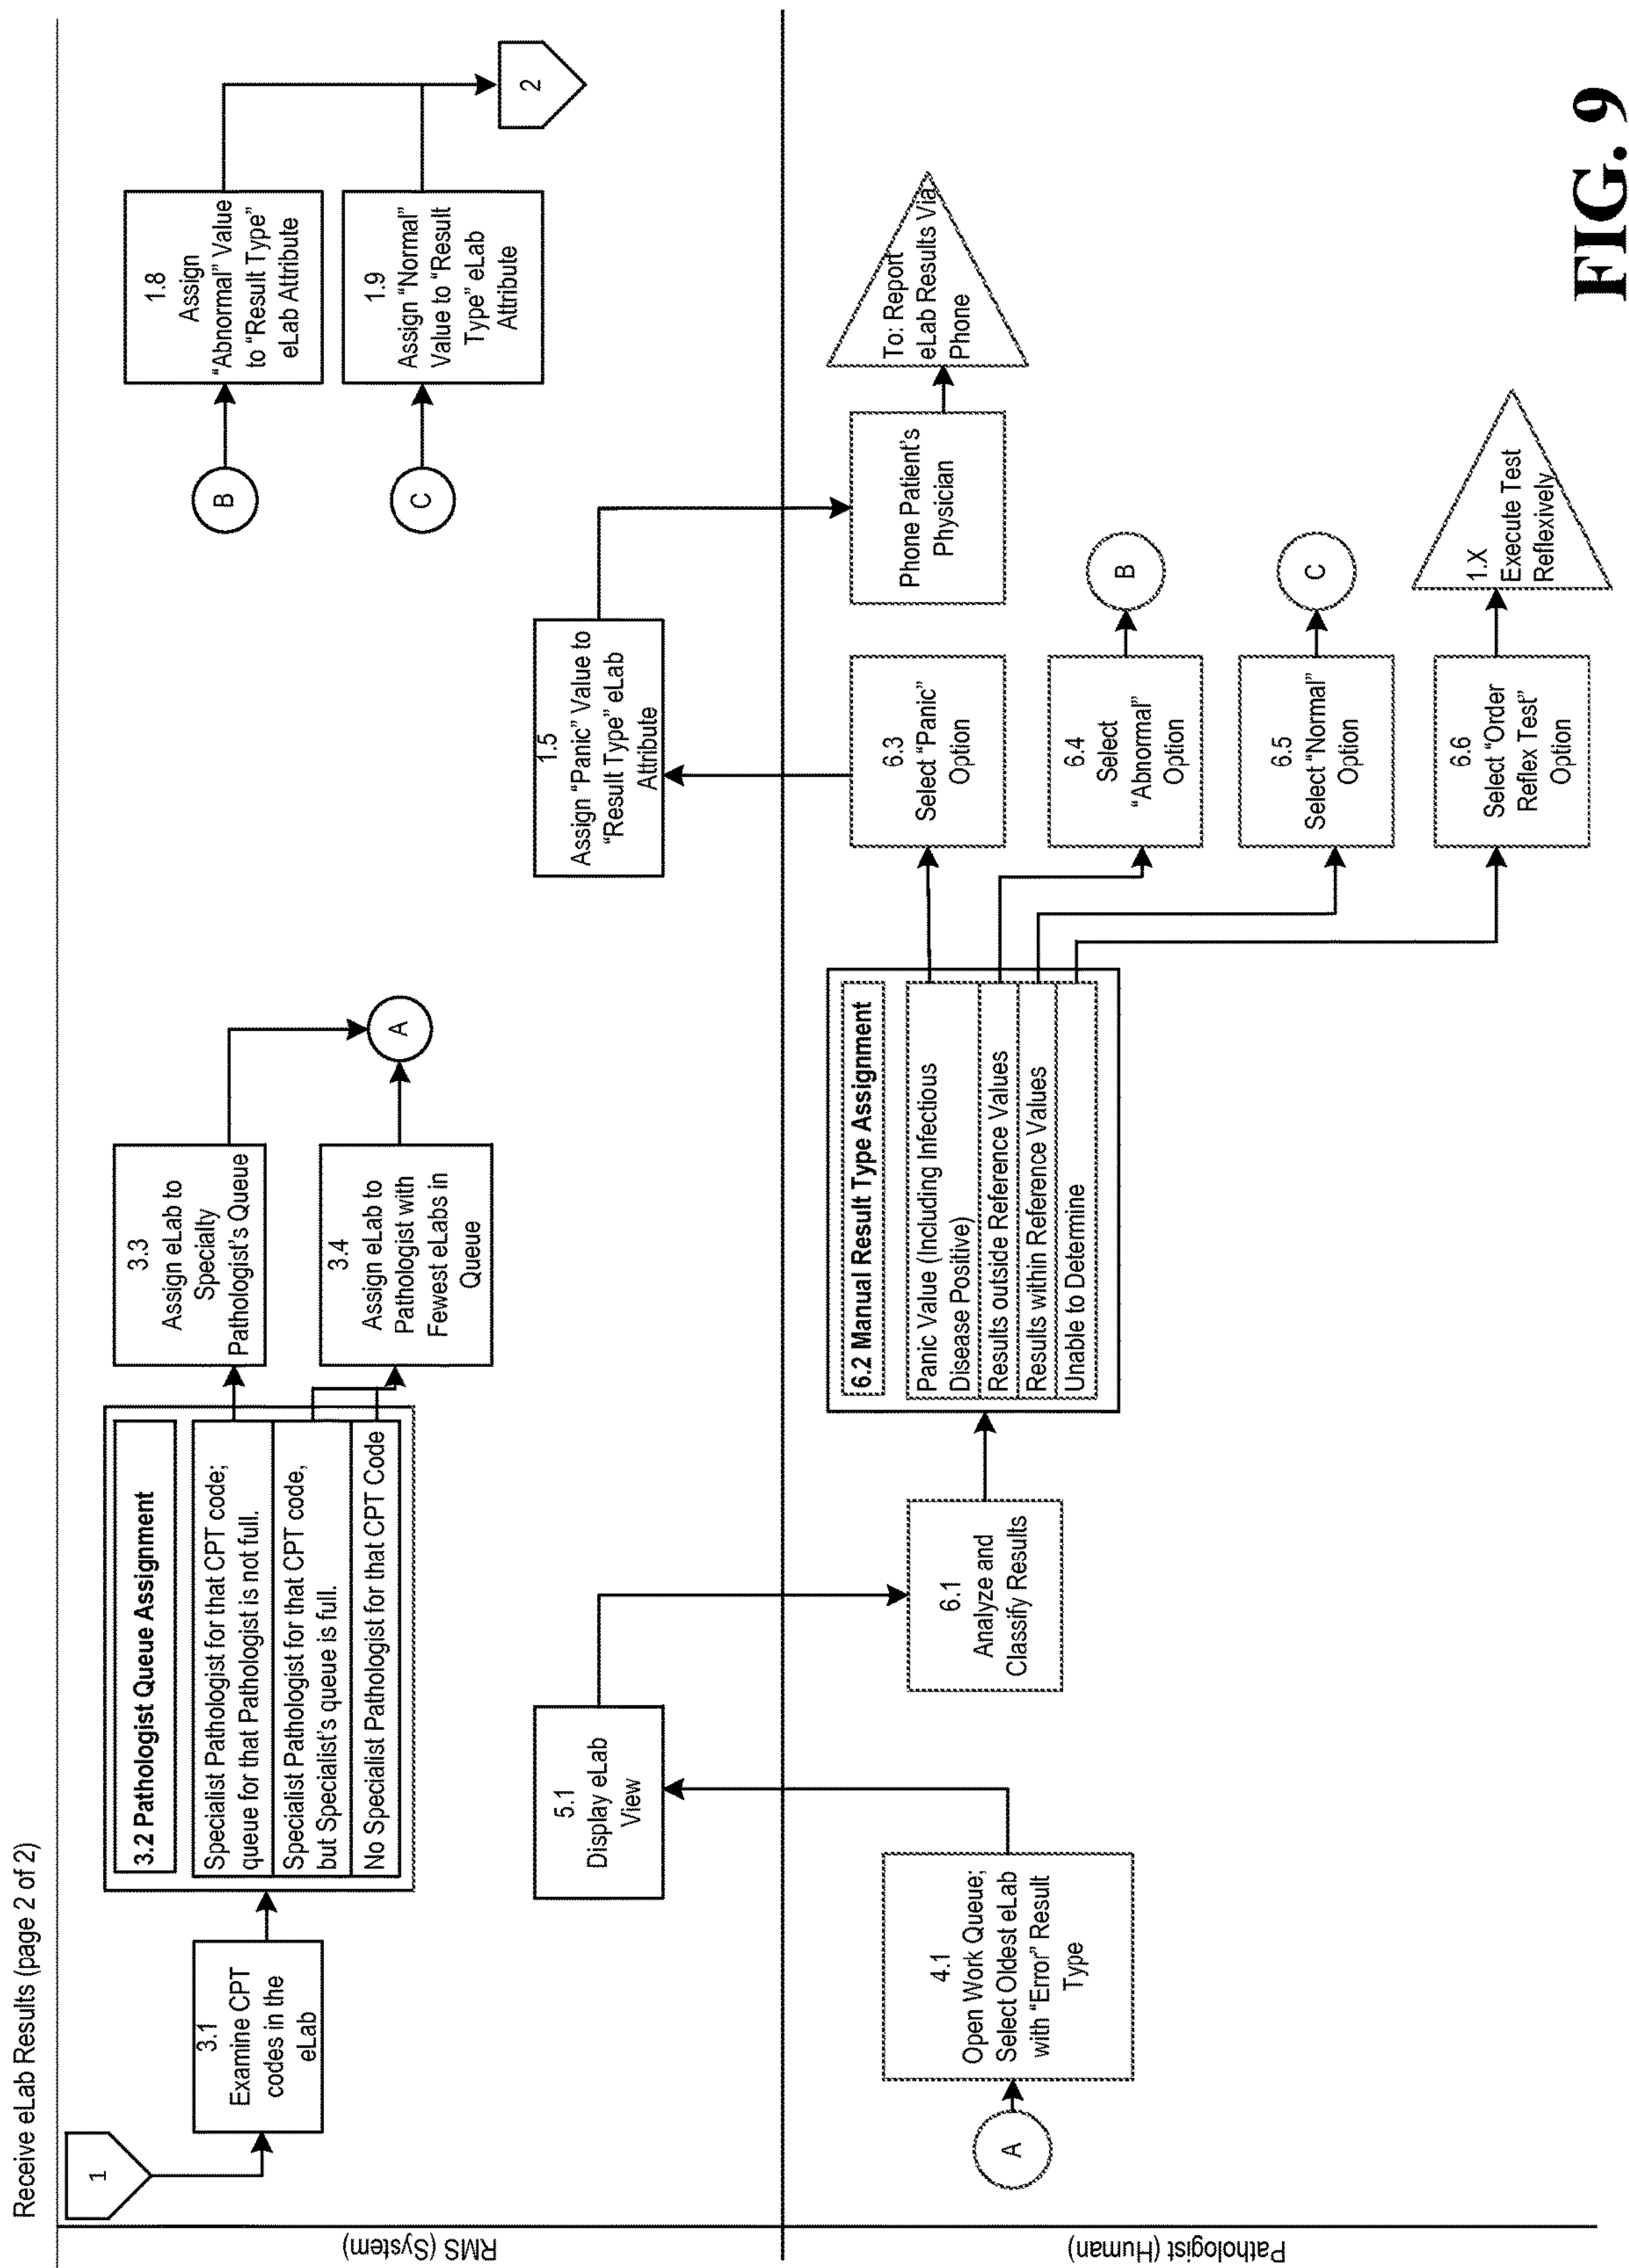 Receive eLab Results (page 2 of 2)
RMS (System)
1
3.1
Examine CPT
codes in the
eLab
3.2 Pathologist Queue Assignment
Specialist Pathologist for that CPT code;
queue for that Pathologist is not full.
Specialist Pathologist for that CPT code,
but Specialist's queue is full.
No Specialist Pathologist for that CPT Code
3.3
Assign eLab to
Specialty
Pathologist's Queue
3.4
Assign eLab to
Pathologist with
Fewest eLabs in
Queue
A
B
1.8
Assign
“Abnormal” Value
to “Result Type”
eLab Attribute
C
1.9
Assign “Normal”
Value to “Result
Type” eLab
Attribute
2
5.1
Display eLab
View
1.5
Assign “Panic” Value to
“Result Type” eLab
Attribute
Pathologist (Human)
A
4.1
Open Work Queue;
Select Oldest eLab
with “Error” Result
Type
6.1
Analyze and
Classify Results
6.2 Manual Result Type Assignment
Panic Value (Including Infectious
Disease Positive)
Results outside Reference Values
Results within Reference Values
Unable to Determine
6.3
Select “Panic”
Option
Phone Patient's
Physician
To: Report
eLab Results Via
Phone
6.4
Select
“Abnormal”
Option
B
6.5
Select “Normal”
Option
C
6.6
Select “Order
Reflex Test”
Option
1.X
Execute Test
Reflexively
FIG. 9